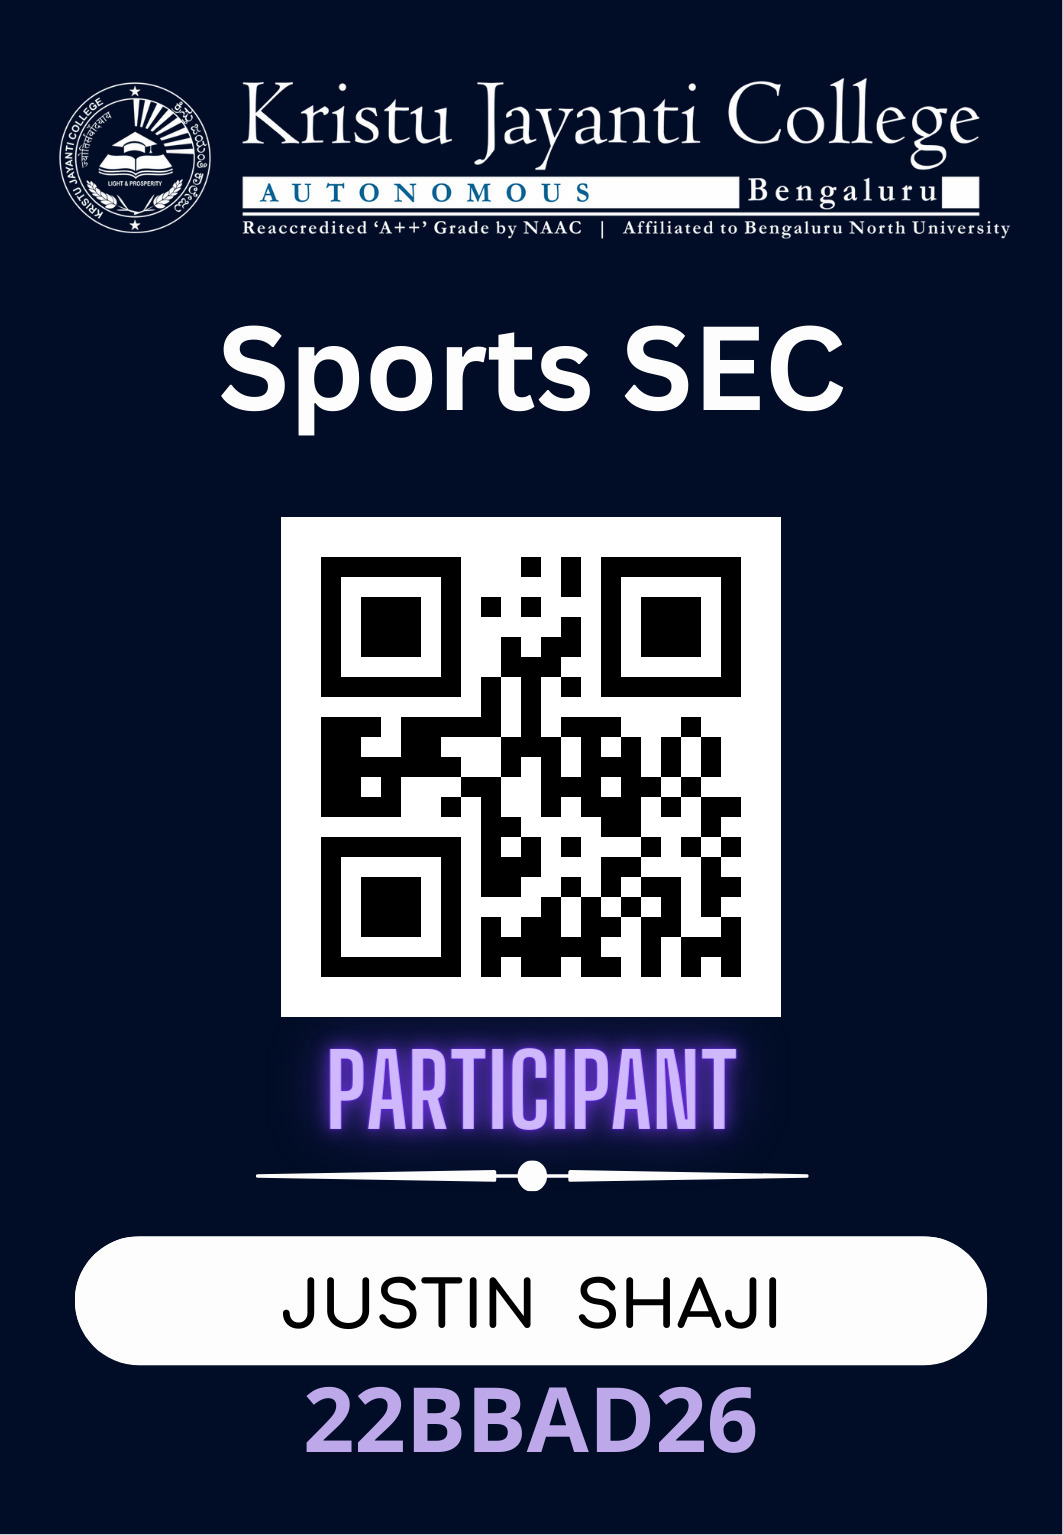 KRISTU JAYANTI COLLEGE
ಕ್ರಿಸ್ತು ಜಯಂತಿ ಕಾಲೇಜು
LIGHT & PROSPERITY
Kristu Jayanti College
AUTONOMOUS Bengaluru
Reaccredited ‘A++’ Grade by NAAC | Affiliated to Bengaluru North University
Sports SEC
PARTICIPANT
JUSTIN SHAJI
22BBAD26